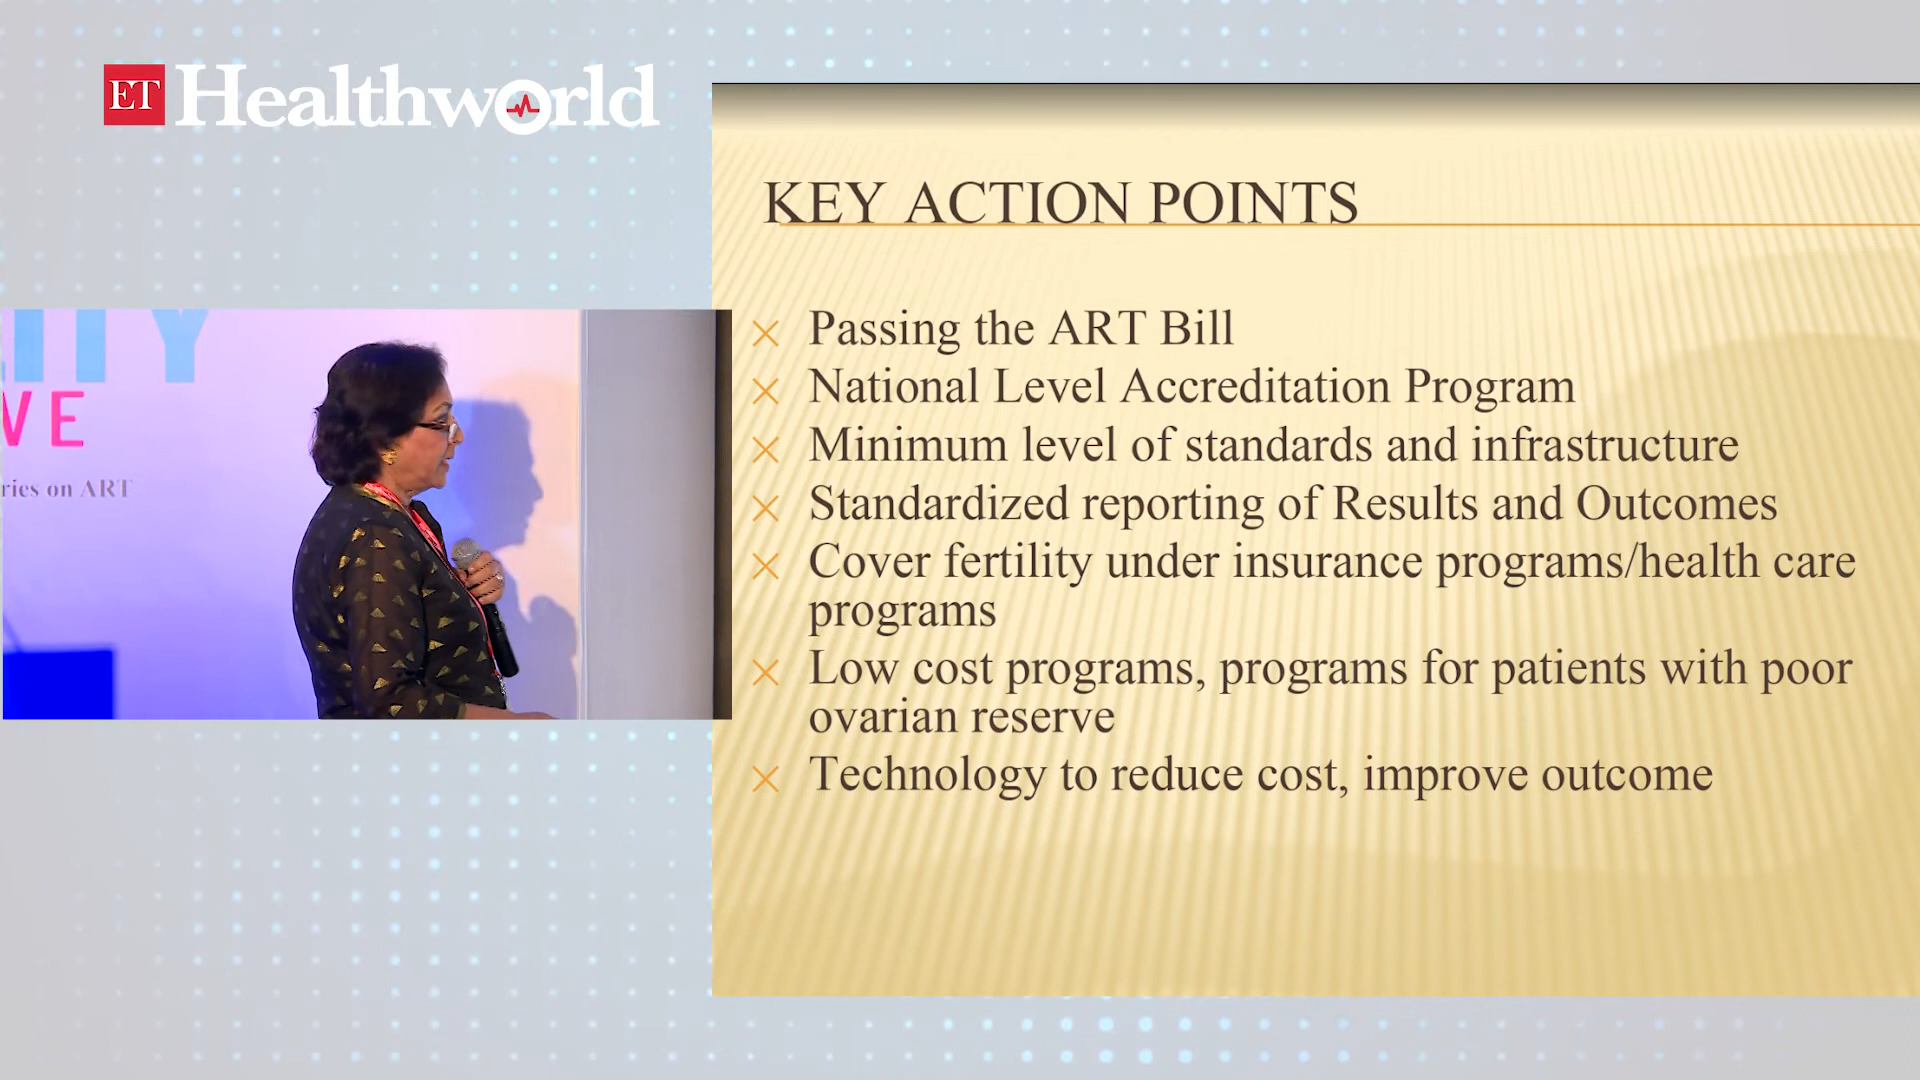 ET Healthworld
KEY ACTION POINTS
Passing the ART Bill
National Level Accreditation Program
Minimum level of standards and infrastructure
Standardized reporting of Results and Outcomes
Cover fertility under insurance programs/health care
programs
Low cost programs, programs for patients with poor
ovarian reserve
Technology to reduce cost, improve outcome
ITY
VE
ries on ART